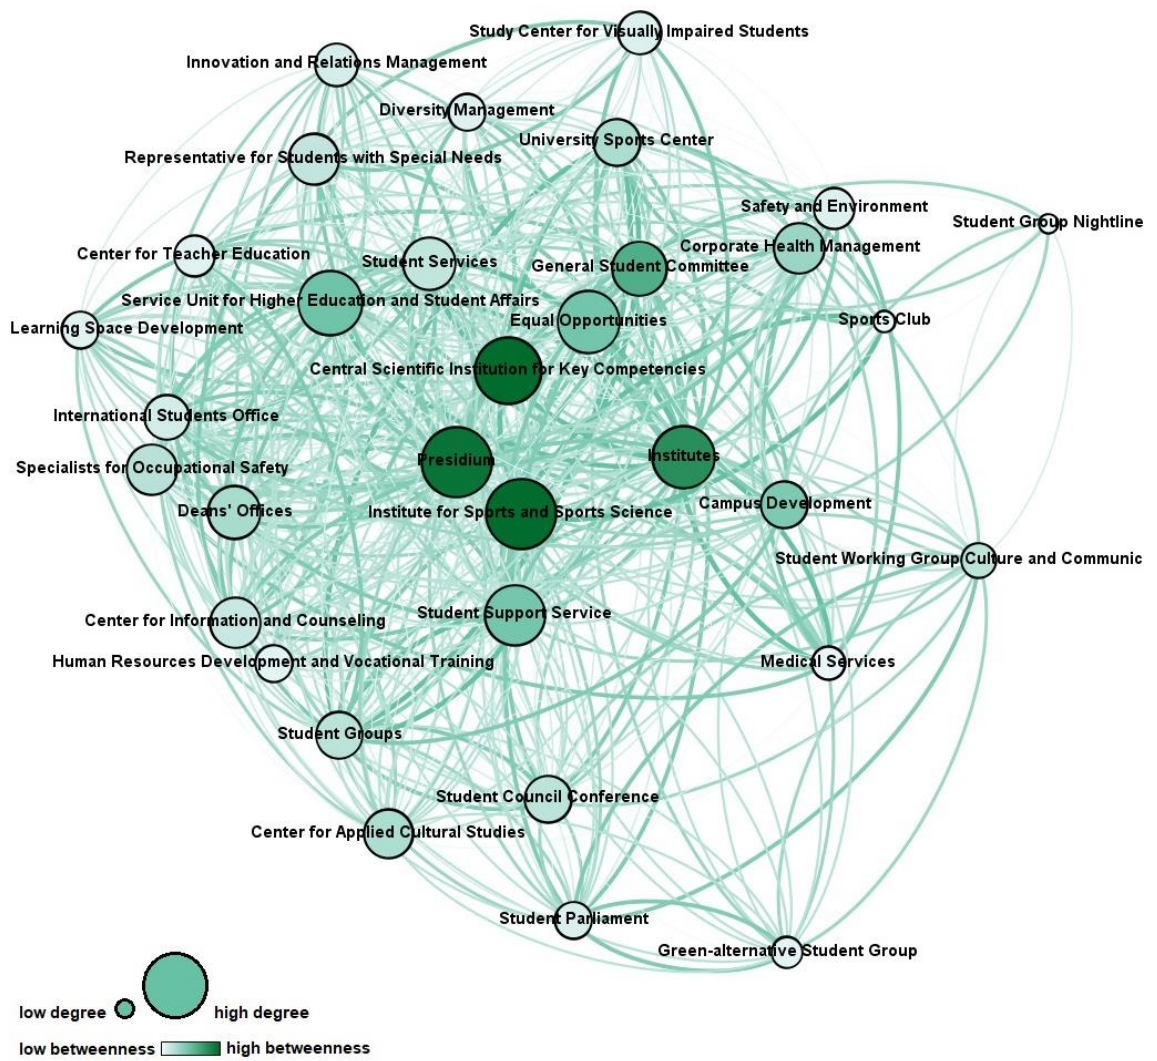 Study Center for Visually Impaired Students
Innovation and Relations Management
Diversity Management
University Sports Center
Representative for Students with Special Needs
Safety and Environment
Student Group Nightline
Corporate Health Management
Center for Teacher Education
Student Services
General Student Committee
Service Unit for Higher Education and Student Affairs
Equal Opportunities
Sports Club
Learning Space Development
Central Scientific Institution for Key Competencies
International Students Office
Presidium
Institutes
Specialists for Occupational Safety
Campus Development
Deans' Offices
Institute for Sports and Sports Science
Student Working Group Culture and Communic
Student Support Service
Center for Information and Counseling
Human Resources Development and Vocational Training
Medical Services
Student Groups
Student Council Conference
Center for Applied Cultural Studies
Student Parliament
Green-alternative Student Group
low degree high degree
low betweenness high betweenness